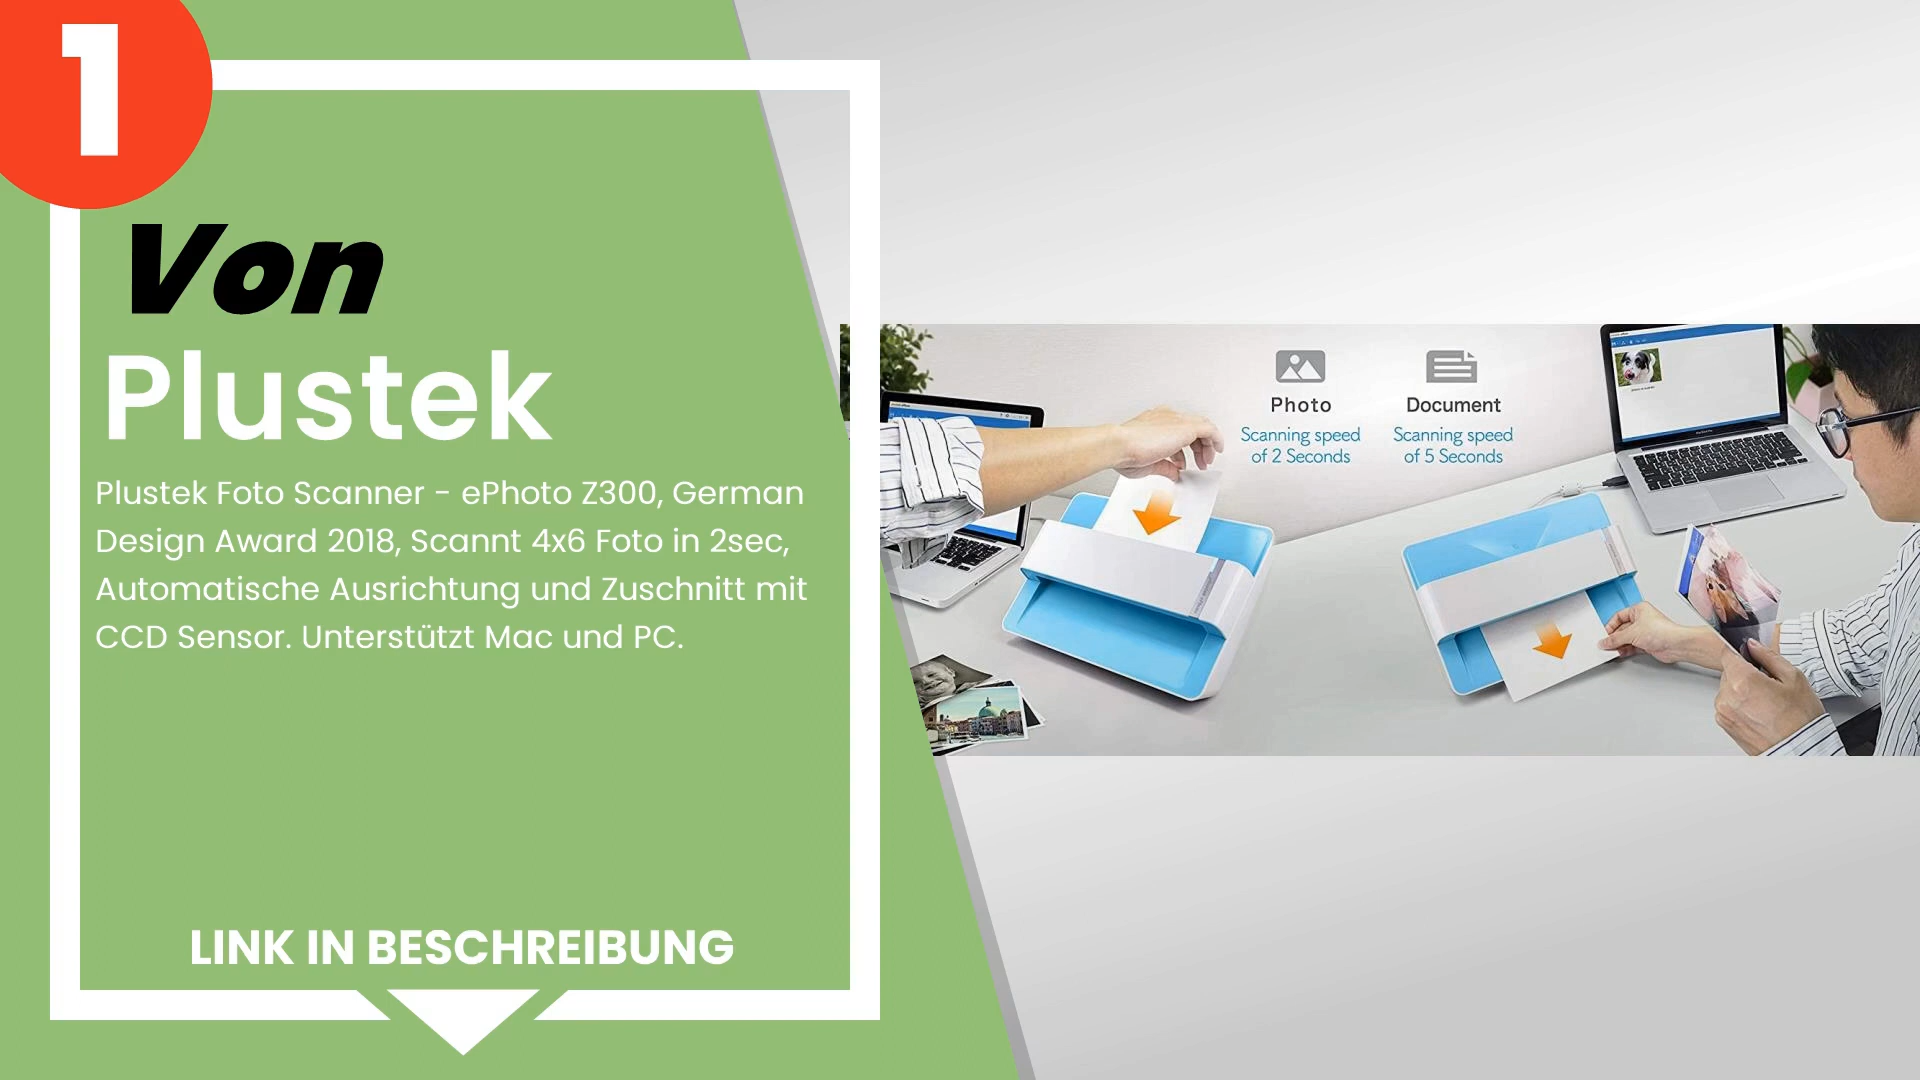 1
Von
Plustek
Plustek Foto Scanner - ePhoto Z300, German
Design Award 2018, Scannt 4x6 Foto in 2sec,
Automatische Ausrichtung und Zuschnitt mit
CCD Sensor. Unterstützt Mac und PC.
LINK IN BESCHREIBUNG
Photo
Scanning speed
of 2 Seconds
Document
Scanning speed
of 5 Seconds